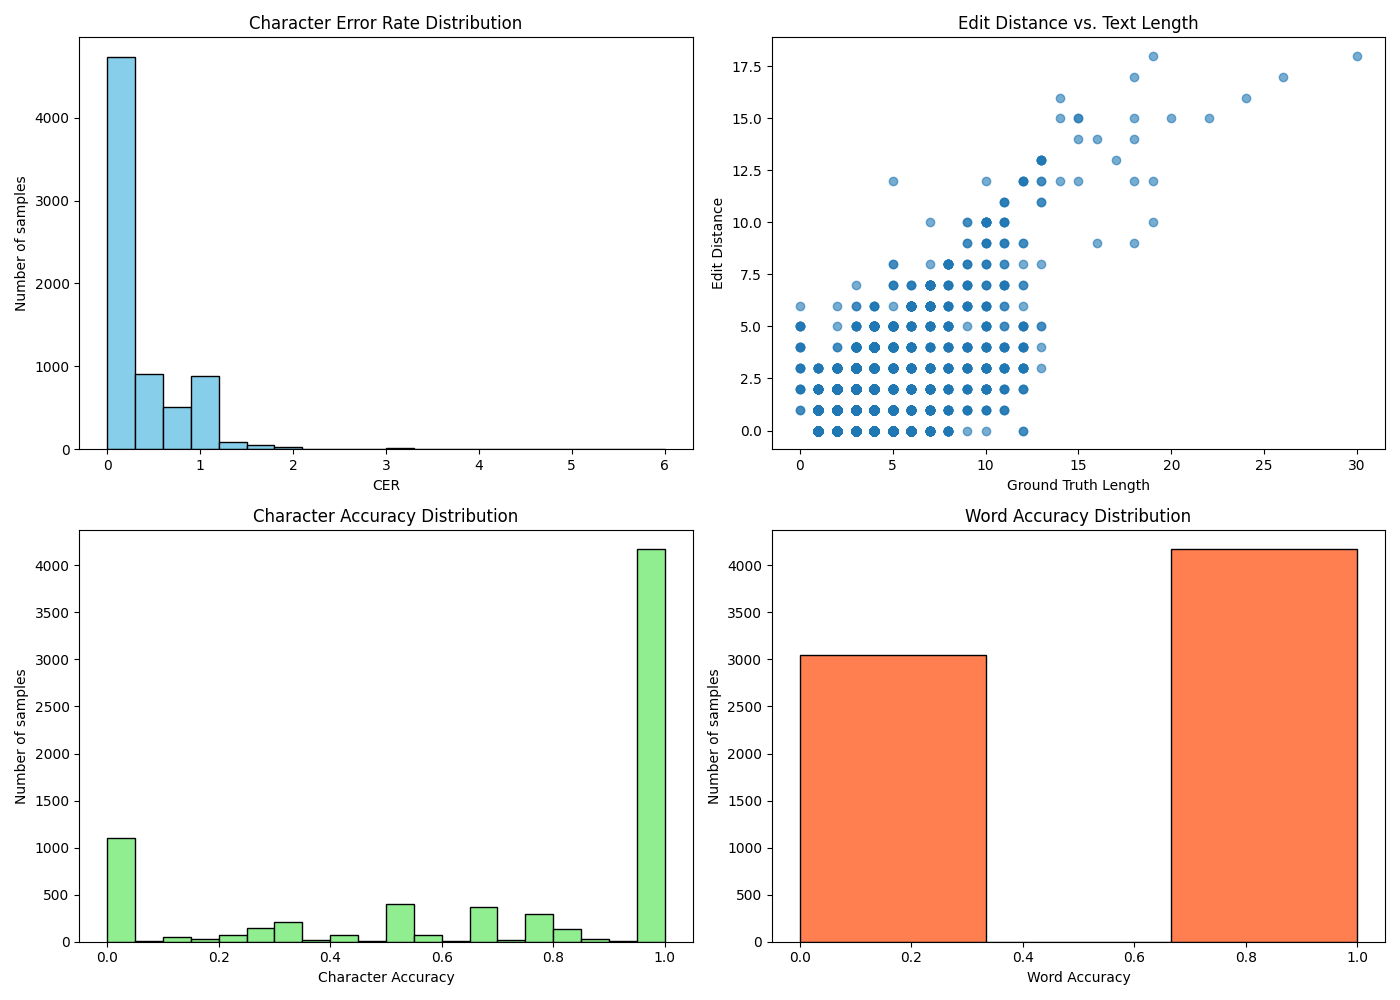 Character Error Rate Distribution
Number of samples
4000
3000
2000
1000
0
0 1 2 3 4 5 6
CER
Edit Distance vs. Text Length
Edit Distance
17.5
15.0
12.5
10.0
7.5
5.0
2.5
0.0
0 5 10 15 20 25 30
Ground Truth Length
Character Accuracy Distribution
Number of samples
4000
3500
3000
2500
2000
1500
1000
500
0
0.0 0.2 0.4 0.6 0.8 1.0
Character Accuracy
Word Accuracy Distribution
Number of samples
4000
3500
3000
2500
2000
1500
1000
500
0
0.0 0.2 0.4 0.6 0.8 1.0
Word Accuracy